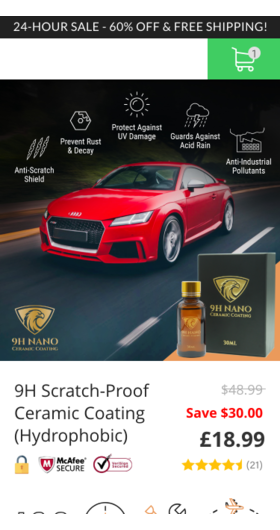 24-HOUR SALE - 60% OFF & FREE SHIPPING!
1
Protect Against
UV Damage
Prevent Rust
& Decay
Guards Against
Acid Rain
Anti-Scratch
Shield
Anti-Industrial
Pollutants
9H NANO
CERAMIC COATING
9H NANO
CERAMIC COATING
50ML
9H Scratch-Proof
Ceramic Coating
(Hydrophobic)
$48.99
Save $30.00
£18.99
McAfee
SECURE
(21)